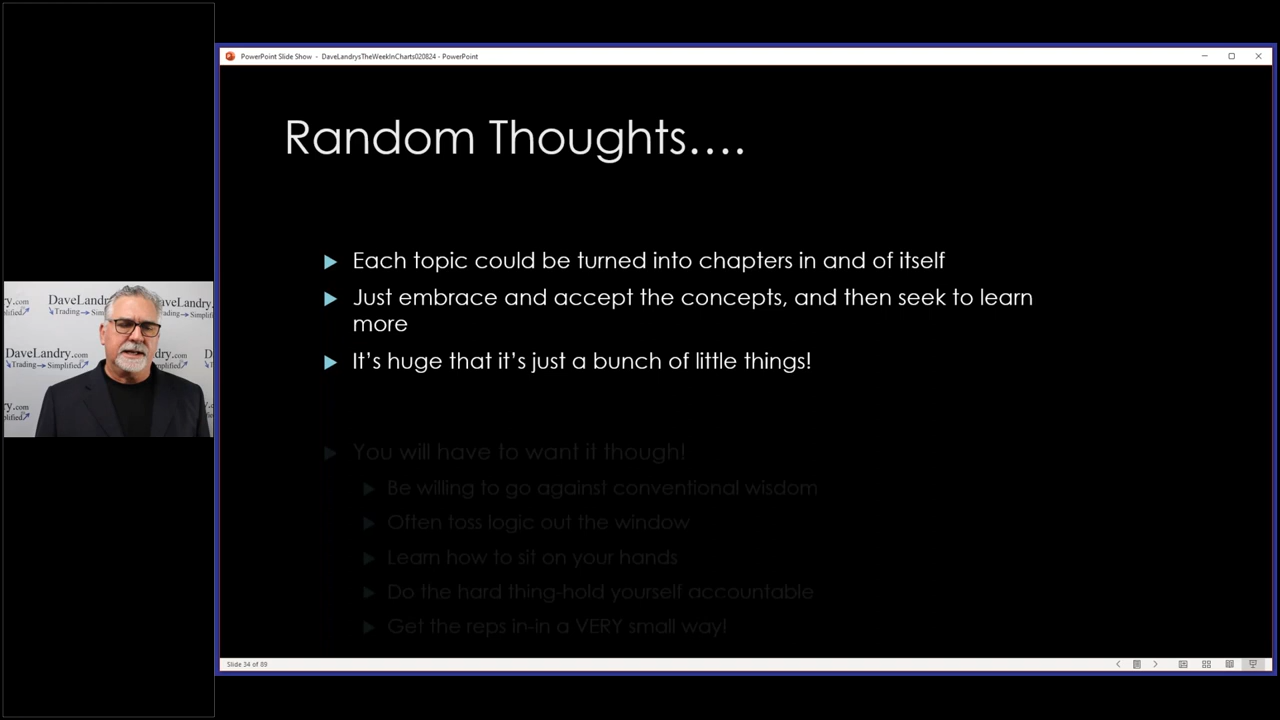 PowerPoint Slide Show - DaveLandrysTheWeekInCharts020824 - PowerPoint
Random Thoughts....
Each topic could be turned into chapters in and of itself
Just embrace and accept the concepts, and then seek to learn
more
It's huge that it's just a bunch of little things!
You will have to want it though!
Be willing to go against conventional wisdom
Often toss logic out the window
Learn how to sit on your hands
Do the hard thing-hold yourself accountable
Get the reps in-in a VERY small way!
DaveLandry.com
Trading Simplified
DaveLandry.com
Trading Simplified
Slide 34 of 89